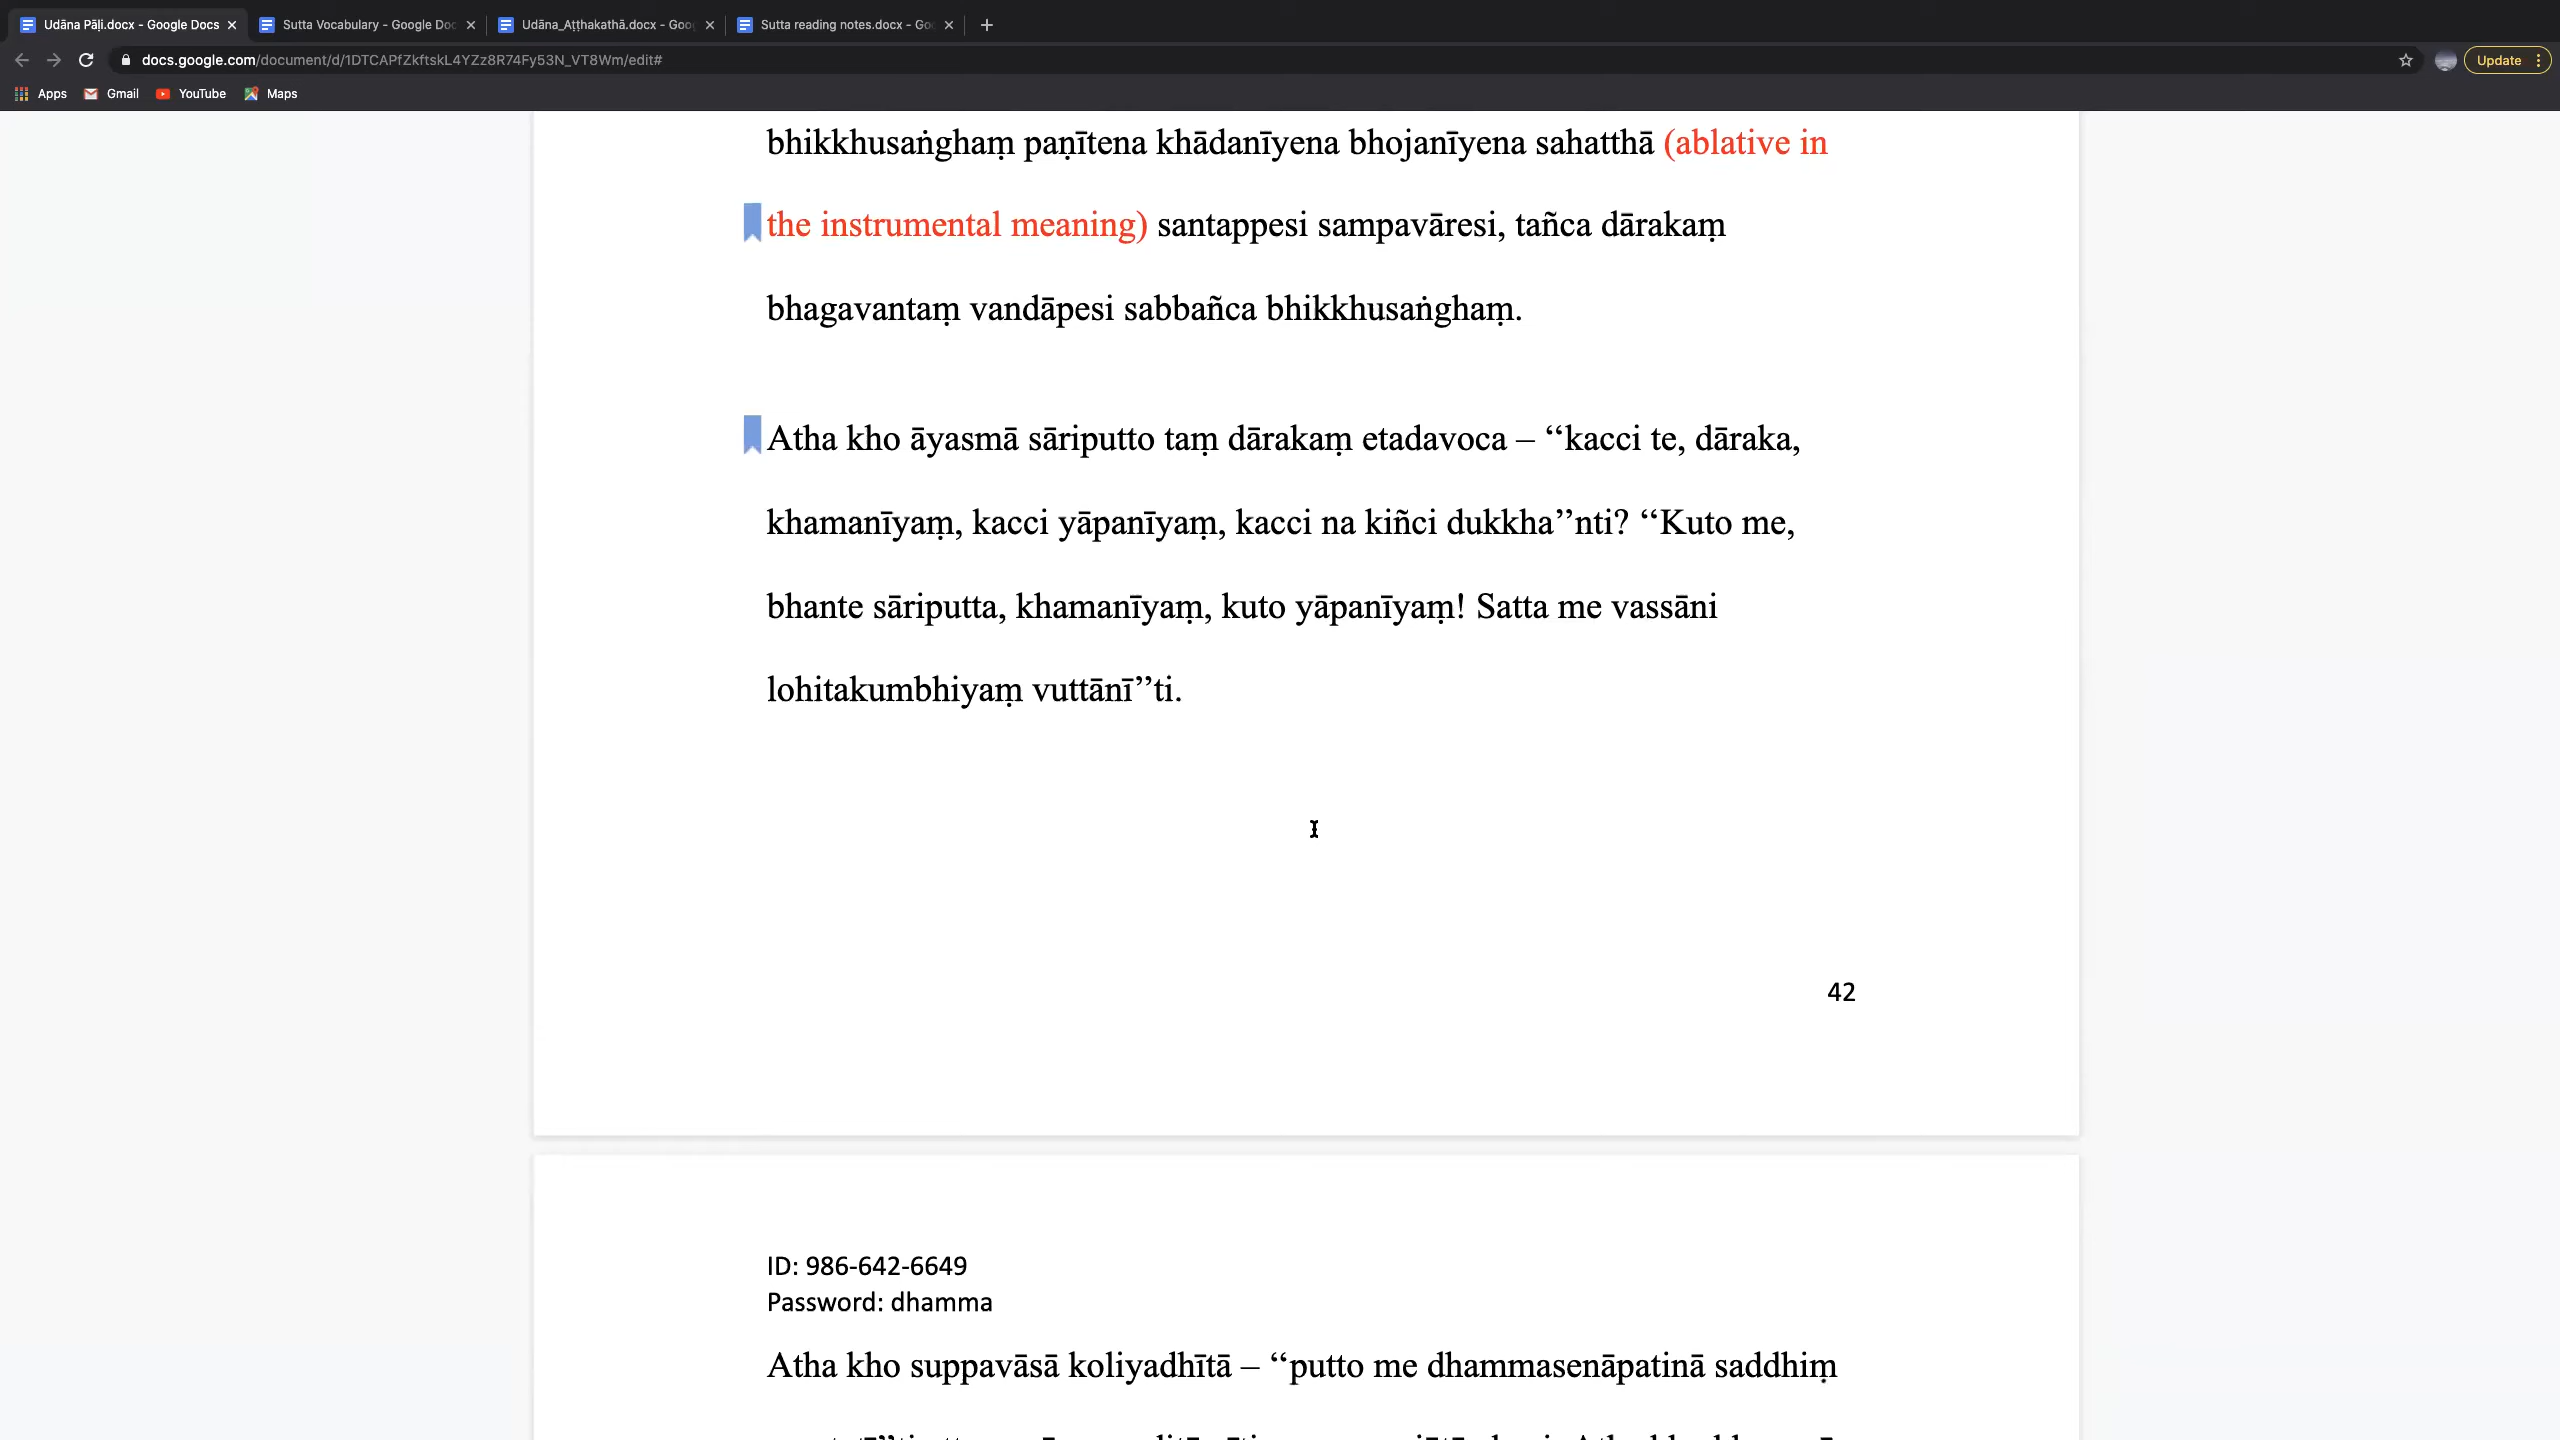 Udāna Pāḷi.docx - Google Docs
Sutta Vocabulary - Google Doc
Udāna_Aṭṭhakathā.docx - Goo
Sutta reading notes.docx - Go
docs.google.com/document/d/1DTCAPfZkftskL4YZz8R74Fy53N_VT8Wm/edit#
Update
Apps Gmail YouTube Maps
bhikkhusaṅghaṃ paṇītena khādanīyena bhojanīyena sahatthā (ablative in
the instrumental meaning) santappesi sampavāresi, tañca dārakaṃ
bhagavantaṃ vandāpesi sabbañca bhikkhusaṅghaṃ.
Atha kho āyasmā sāriputto taṃ dārakaṃ etadavoca – ‘‘kacci te, dāraka,
khamanīyaṃ, kacci yāpanīyaṃ, kacci na kiñci dukkha’’nti? ‘‘Kuto me,
bhante sāriputta, khamanīyaṃ, kuto yāpanīyaṃ! Satta me vassāni
lohitakumbhiyaṃ vuttānī’’ti.
42
ID: 986-642-6649
Password: dhamma
Atha kho suppavāsā koliyadhītā – ‘‘putto me dhammasenāpatinā saddhiṃ